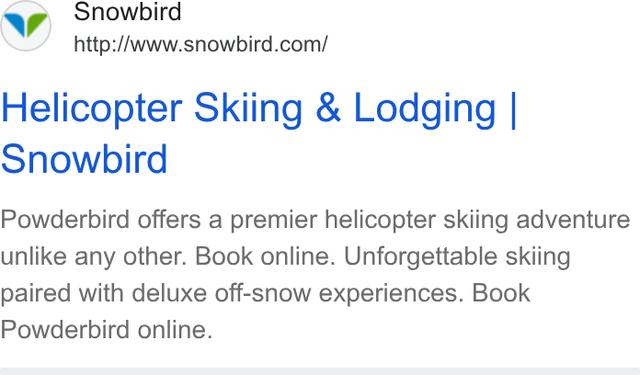 Snowbird
http://www.snowbird.com/
Helicopter Skiing & Lodging |
Snowbird
Powderbird offers a premier helicopter skiing adventure
unlike any other. Book online. Unforgettable skiing
paired with deluxe off-snow experiences. Book
Powderbird online.